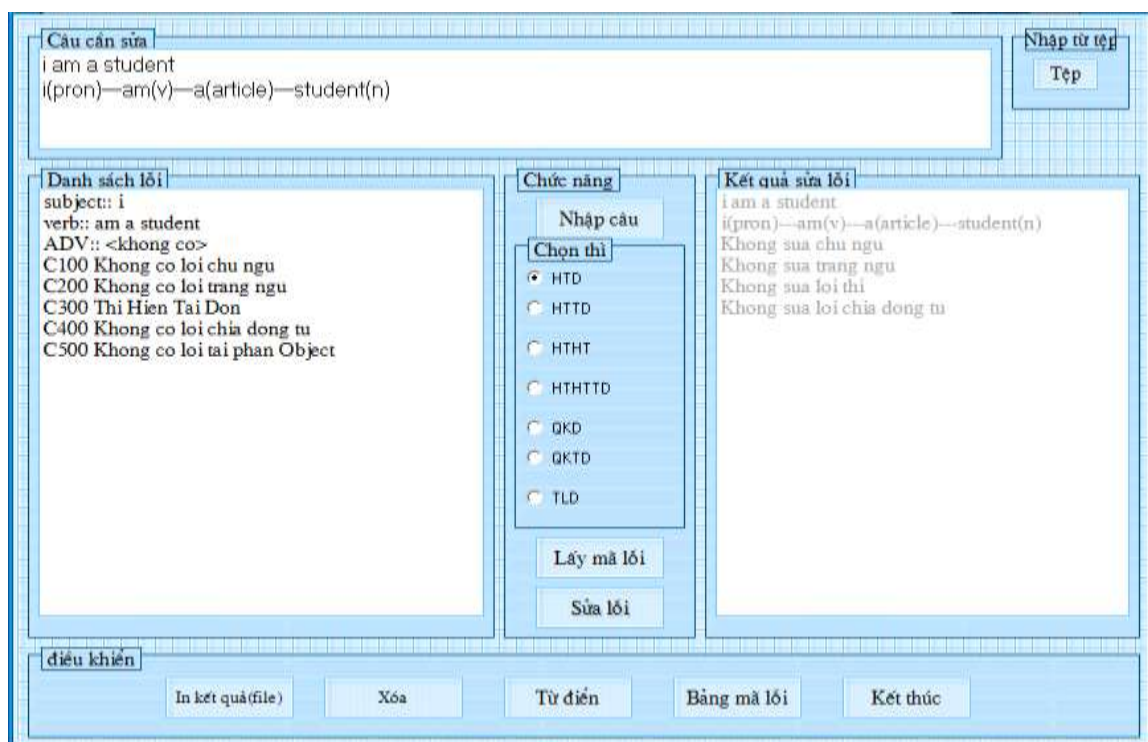 Câu cần sửa
i am a student
i(pron)—am(v)—a(article)—student(n)
Nhập từ tệp
Tệp
Danh sách lỗi
subject:: i
verb:: am a student
ADV:: <khong co>
C100 Khong co loi chu ngu
C200 Khong co loi trang ngu
C300 Thi Hien Tai Don
C400 Khong co loi chia dong tu
C500 Khong co loi tai phan Object
Chức năng
Nhập câu
Chọn thì
HTD
HTTD
HTHT
HTHTTD
QKD
QKTD
TLD
Lấy mã lỗi
Sửa lỗi
Kết quả sửa lỗi
i am a student
i(pron)—am(v)—a(article)—student(n)
Khong sua chu ngu
Khong sua trang ngu
Khong sua loi thi
Khong sua loi chia dong tu
điều khiển
In kết quả(file)
Xóa
Từ điển
Bảng mã lỗi
Kết thúc